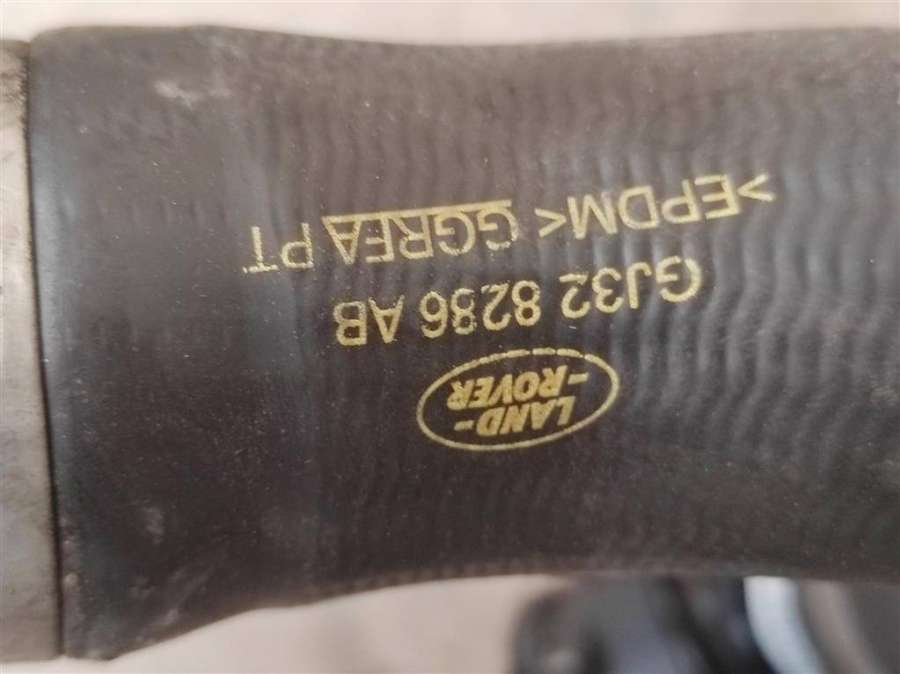 LAND-
-ROVER
GJ32 8286 AB
>EPDM< GGREA PT